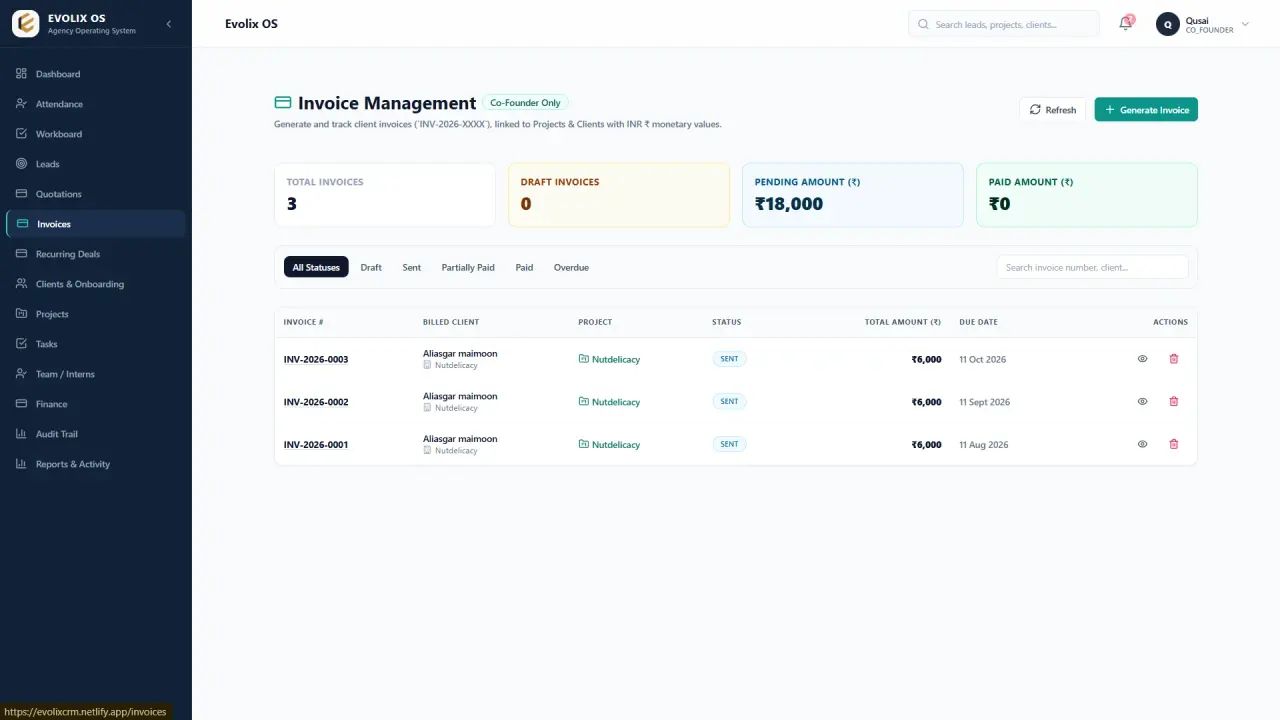 EVOLIX OS
Agency Operating System
Dashboard
Attendance
Workboard
Leads
Quotations
Invoices
Recurring Deals
Clients & Onboarding
Projects
Tasks
Team / Interns
Finance
Audit Trail
Reports & Activity
https://evolixcrm.netlify.app/invoices
Evolix OS
Search leads, projects, clients...
Q
Qusai
CO_FOUNDER
Invoice Management
Co-Founder Only
Generate and track client invoices (`INV-2026-XXXX`), linked to Projects & Clients with INR ₹ monetary values.
Refresh
+ Generate Invoice
TOTAL INVOICES
3
DRAFT INVOICES
0
PENDING AMOUNT (₹)
₹18,000
PAID AMOUNT (₹)
₹0
All Statuses Draft Sent Partially Paid Paid Overdue
Search invoice number, client...
INVOICE # BILLED CLIENT PROJECT STATUS TOTAL AMOUNT (₹) DUE DATE ACTIONS
INV-2026-0003 Aliasgar maimoon Nutdelicacy SENT ₹6,000 11 Oct 2026
Nutdelicacy
INV-2026-0002 Aliasgar maimoon Nutdelicacy SENT ₹6,000 11 Sept 2026
Nutdelicacy
INV-2026-0001 Aliasgar maimoon Nutdelicacy SENT ₹6,000 11 Aug 2026
Nutdelicacy